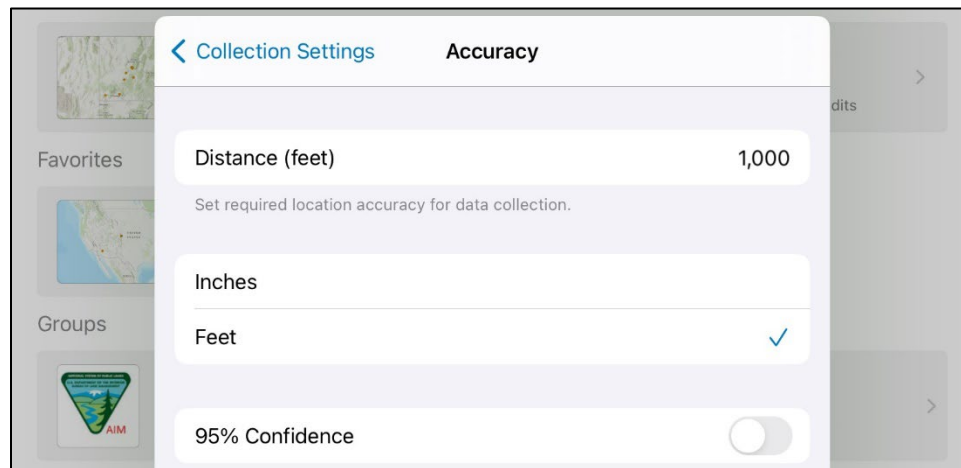 Collection Settings
Accuracy
dits
Favorites
Distance (feet)
1,000
Set required location accuracy for data collection.
Inches
Groups
Feet
AIM
95% Confidence